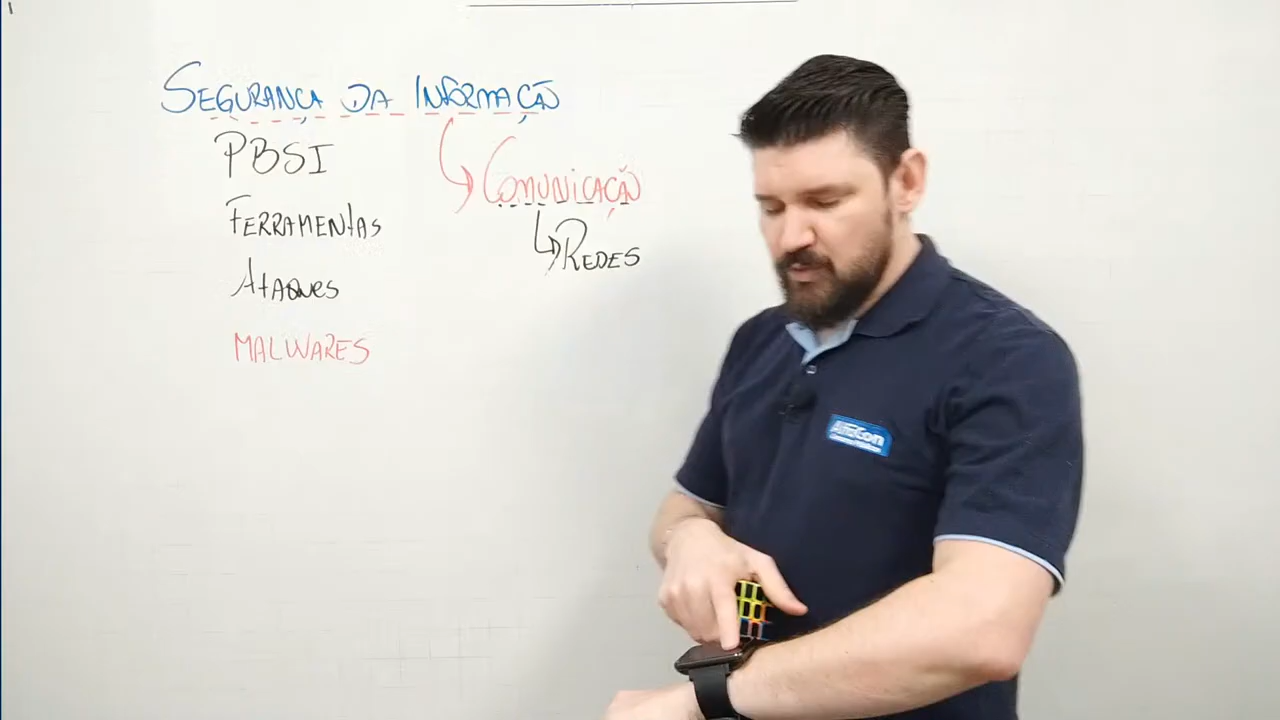 SEGURANÇA DA INFORMAÇÃO
PBSI
COMUNICAÇÃO
FERRAMENTAS
REDES
ATAQUES
MALWARES